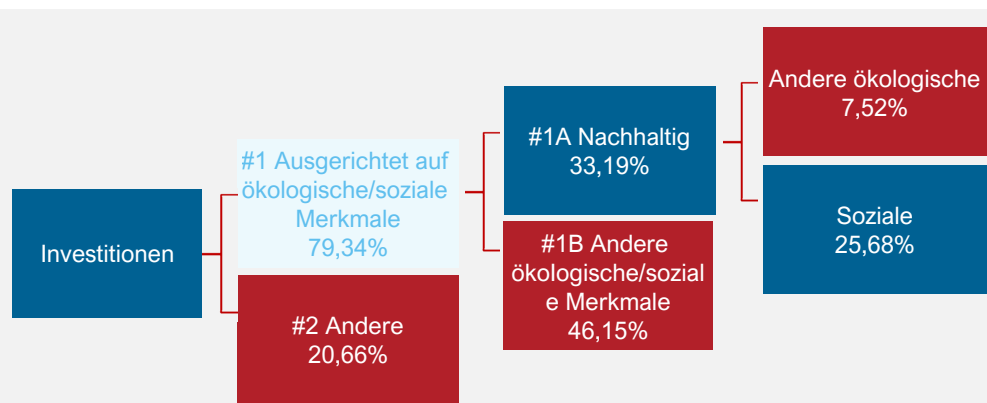 Investitionen
#1 Ausgerichtet auf
ökologische/soziale
Merkmale
79,34%
#2 Andere
20,66%
#1A Nachhaltig
33,19%
#1B Andere
ökologische/sozial
e Merkmale
46,15%
Andere ökologische
7,52%
Soziale
25,68%